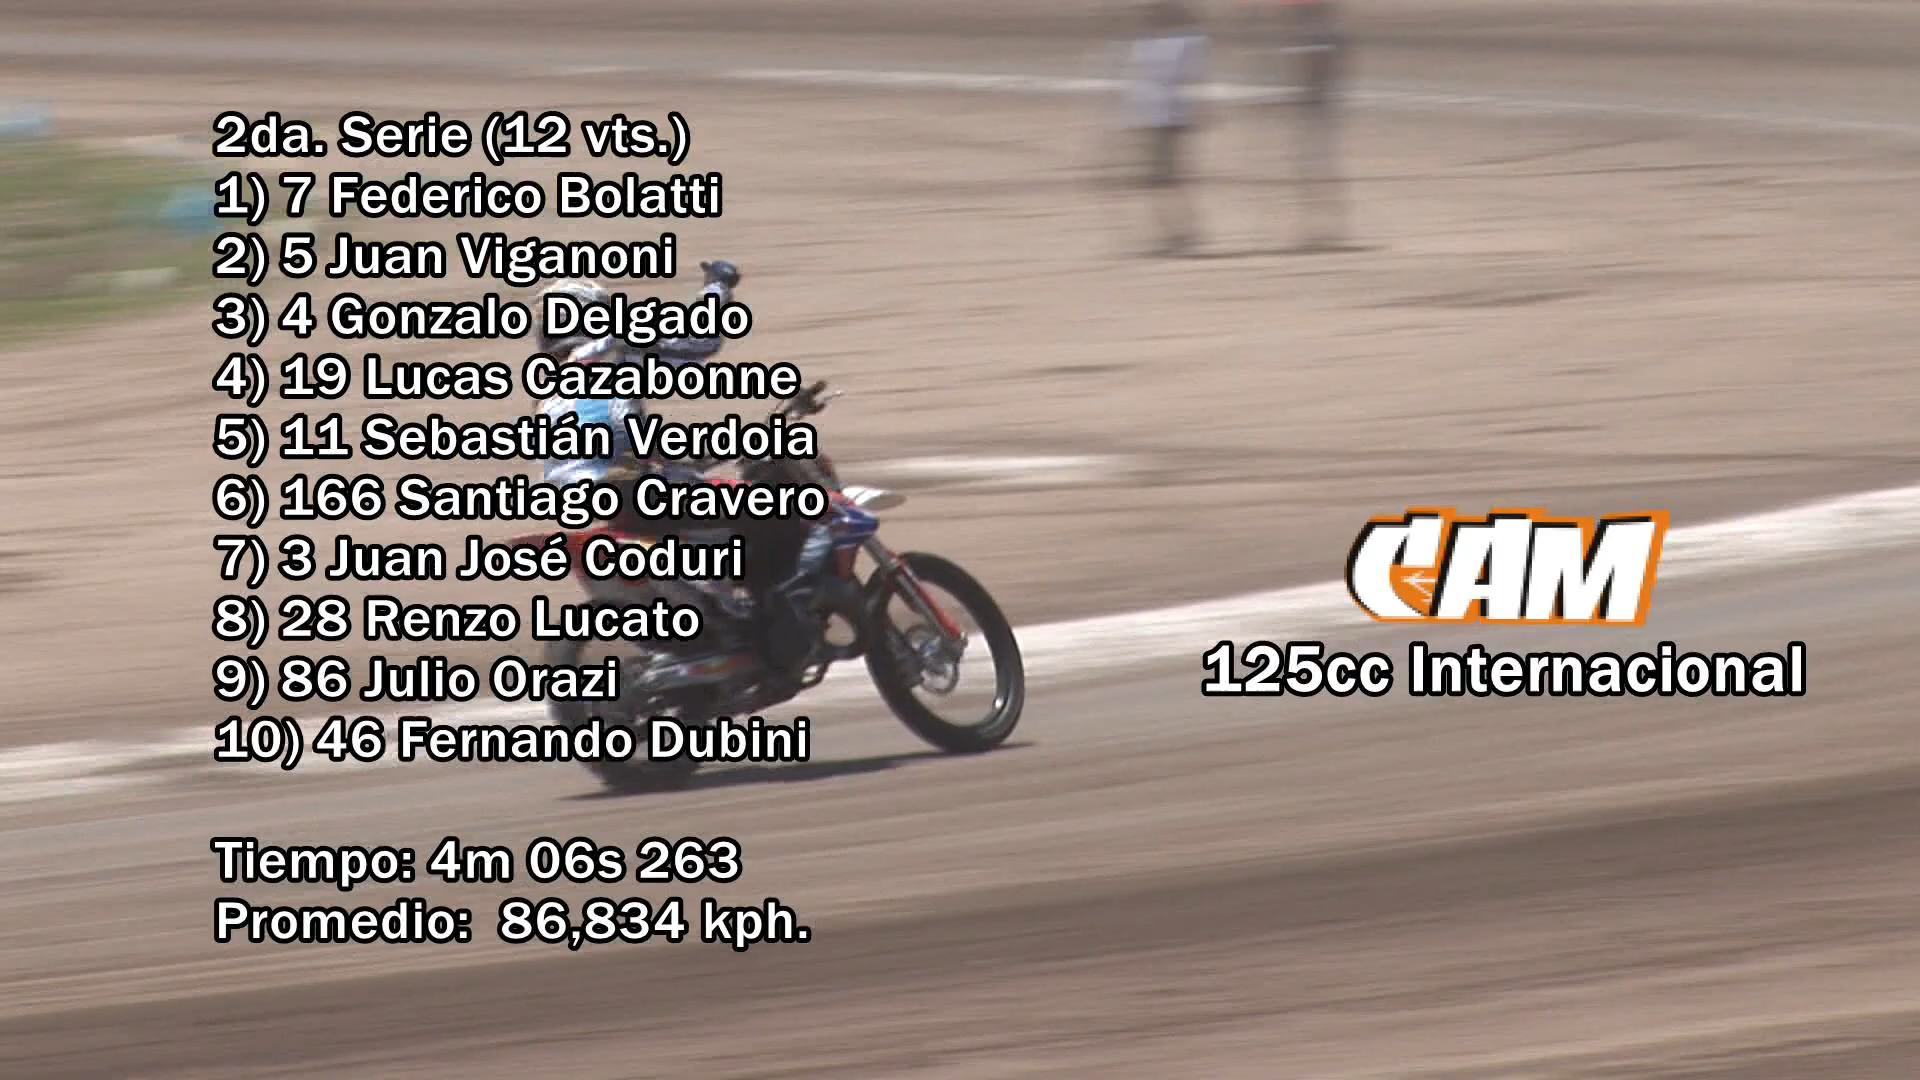 2da. Serie (12 vts.)
1) 7 Federico Bolatti
2) 5 Juan Viganoni
3) 4 Gonzalo Delgado
4) 19 Lucas Cazabonne
5) 11 Sebastián Verdoia
6) 166 Santiago Cravero
7) 3 Juan José Coduri
8) 28 Renzo Lucato
9) 86 Julio Orazi
10) 46 Fernando Dubini
Tiempo: 4m 06s 263
Promedio:  86,834 kph.
CAM
125cc Internacional